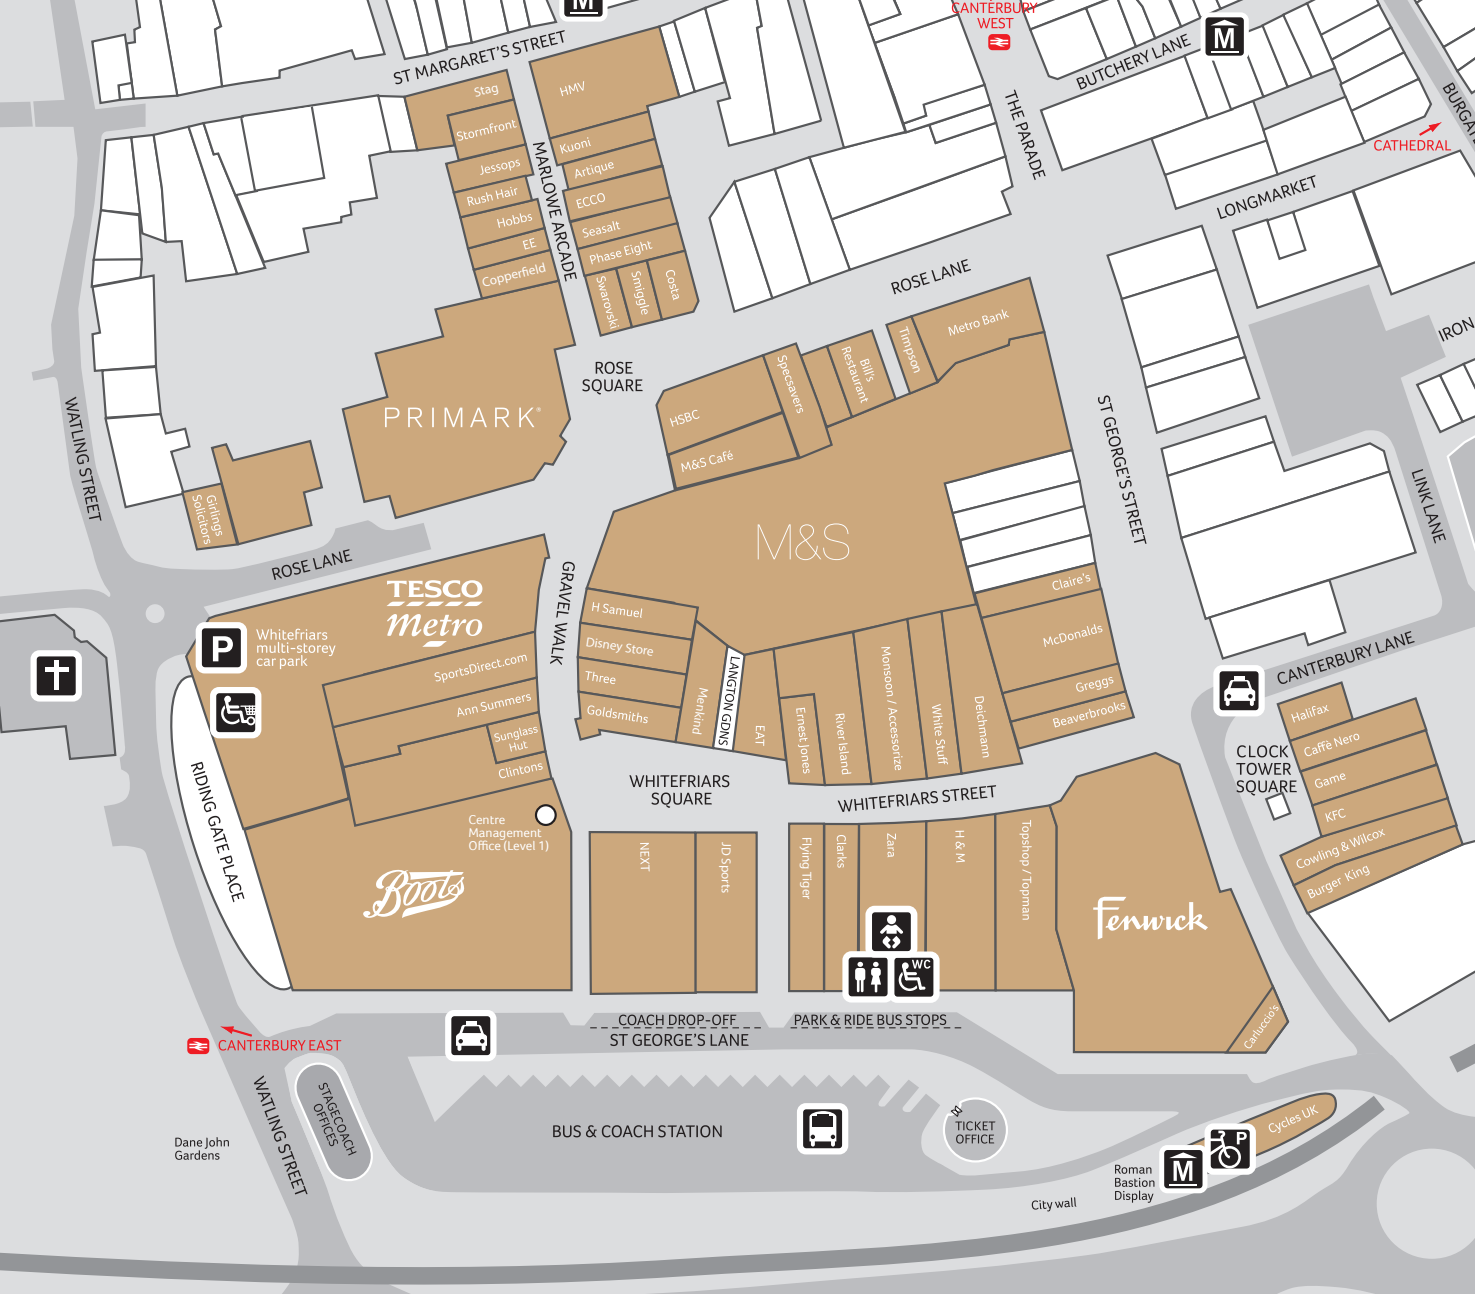 M
ST MARGARET'S STREET
CANTERBURY
WEST
BUTCHERY LANE
M
THE PARADE
CATHEDRAL
LONGMARKET
Stag
Stormfront
Jessops
Rush Hair
Hobbs
EE
Copperfield
MARLOWE ARCADE
HMV
Kuoni
Artique
ECCO
Seasalt
Phase Eight
Swarovski
Smiggle
Costa
ROSE LANE
ROSE
SQUARE
PRIMARK
HSBC
M&S Café
Specsavers
Bill's
Restaurant
Timpson
Metro Bank
ST GEORGE'S STREET
LINK LANE
WATLING STREET
Girlings
Solicitors
ROSE LANE
M&S
TESCO
Metro
P
Whitefriars
multi-storey
car park
SportsDirect.com
Ann Summers
Sunglass
Hut
Clintons
GRAVEL WALK
H Samuel
Disney Store
Three
Goldsmiths
Menkind
LANGTON GDNS
EAT
Ernest Jones
River Island
Monsoon / Accessorize
White Stuff
Deichmann
Claire's
McDonalds
Greggs
Beaverbrooks
CANTERBURY LANE
Halifax
Caffè Nero
Game
KFC
Cowling & Wilcox
Burger King
CLOCK
TOWER
SQUARE
WHITEFRIARS
SQUARE
WHITEFRIARS STREET
RIDING GATE PLACE
Centre
Management
Office (Level 1)
Boots
NEXT
JD Sports
Flying Tiger
Clarks
Zara
H & M
Topshop / Topman
WC
Fenwick
Carluccio's
CANTERBURY EAST
COACH DROP-OFF
PARK & RIDE BUS STOPS
ST GEORGE'S LANE
WATLING STREET
STAGECOACH
OFFICES
Dane John
Gardens
BUS & COACH STATION
TICKET
OFFICE
Cycles UK
P
M
Roman
Bastion
Display
City wall